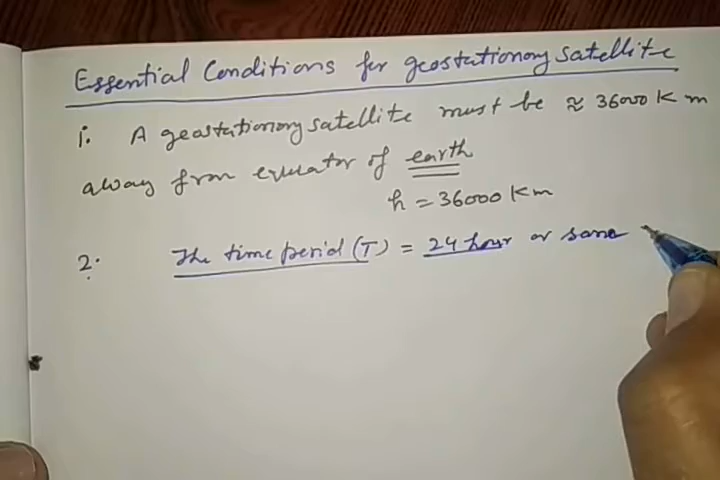 Essential Conditions for geostationary satellite
1. A geostationary satellite must be ≈ 36000 Km
away from equator of earth
h = 36000 Km
2. The time period (T) = 24 hour or same